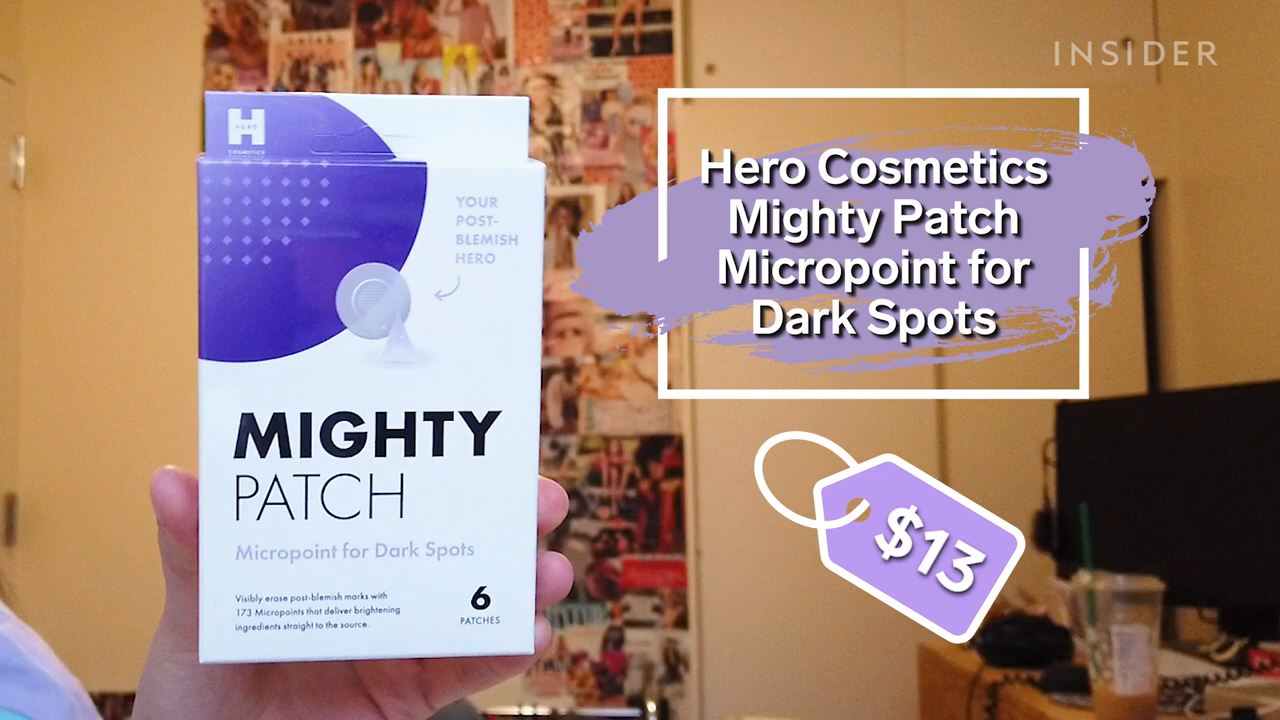 INSIDER
H
HERO
COSMETICS
YOUR
POST-
BLEMISH
HERO
MIGHTY
PATCH
Micropoint for Dark Spots
Visibly erase post-blemish marks with
173 Micropoints that deliver brightening
ingredients straight to the source.
6
PATCHES
Hero Cosmetics
Mighty Patch
Micropoint for
Dark Spots
$13